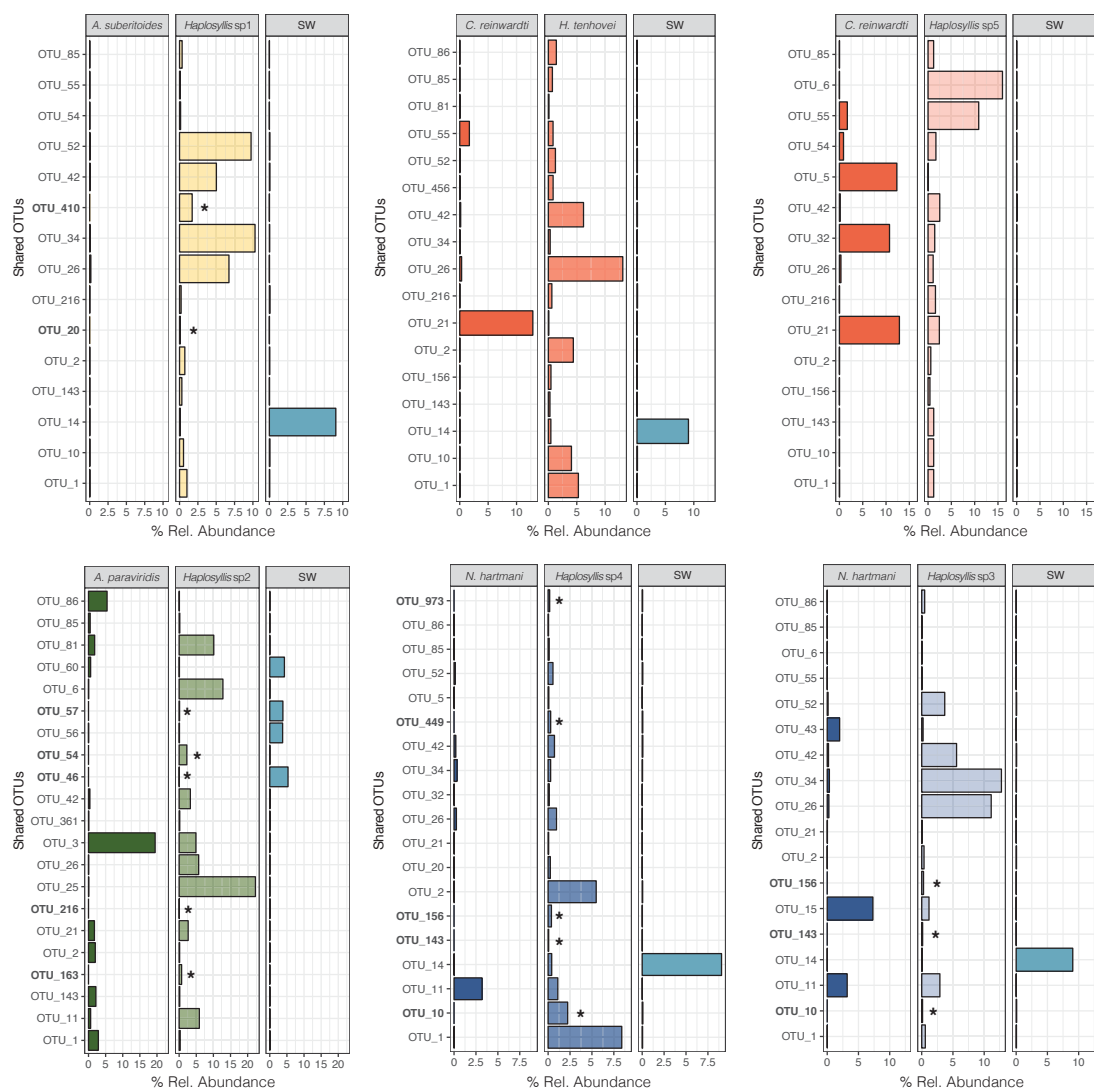 A. suberitoides Haplosyllis sp1 SW
Shared OTUs
OTU_85
OTU_55
OTU_54
OTU_52
OTU_42
OTU_410 *
OTU_34
OTU_26
OTU_216
OTU_20 *
OTU_2
OTU_143
OTU_14
OTU_10
OTU_1
0 2.5 5 7.5 10 0 2.5 5 7.5 10 0 2.5 5 7.5 10
% Rel. Abundance
C. reinwardti H. tenhovei SW
Shared OTUs
OTU_86
OTU_85
OTU_81
OTU_55
OTU_52
OTU_456
OTU_42
OTU_34
OTU_26
OTU_216
OTU_21
OTU_2
OTU_156
OTU_143
OTU_14
OTU_10
OTU_1
0 5 10 0 5 10 0 5 10
% Rel. Abundance
C. reinwardti Haplosyllis sp5 SW
Shared OTUs
OTU_85
OTU_6
OTU_55
OTU_54
OTU_5
OTU_42
OTU_32
OTU_26
OTU_216
OTU_21
OTU_2
OTU_156
OTU_143
OTU_10
OTU_1
0 5 10 15 0 5 10 15 0 5 10 15
% Rel. Abundance
A. paraviridis Haplosyllis sp2 SW
Shared OTUs
OTU_86
OTU_85
OTU_81
OTU_60
OTU_6
OTU_57 *
OTU_56
OTU_54 *
OTU_46 *
OTU_42
OTU_361
OTU_3
OTU_26
OTU_25
OTU_216 *
OTU_21
OTU_2
OTU_163 *
OTU_143
OTU_11
OTU_1
0 5 10 15 20 0 5 10 15 20 0 5 10 15 20
% Rel. Abundance
N. hartmani Haplosyllis sp4 SW
Shared OTUs
OTU_973 *
OTU_86
OTU_85
OTU_52
OTU_5
OTU_449 *
OTU_42
OTU_34
OTU_32
OTU_26
OTU_21
OTU_20
OTU_2
OTU_156 *
OTU_143 *
OTU_14
OTU_11
OTU_10 *
OTU_1
0 2.5 5 7.5 0 2.5 5 7.5 0 2.5 5 7.5
% Rel. Abundance
N. hartmani Haplosyllis sp3 SW
Shared OTUs
OTU_86
OTU_85
OTU_6
OTU_55
OTU_52
OTU_43
OTU_42
OTU_34
OTU_26
OTU_21
OTU_2
OTU_156 *
OTU_15
OTU_143 *
OTU_14
OTU_11
OTU_10 *
OTU_1
0 5 10 0 5 10 0 5 10
% Rel. Abundance